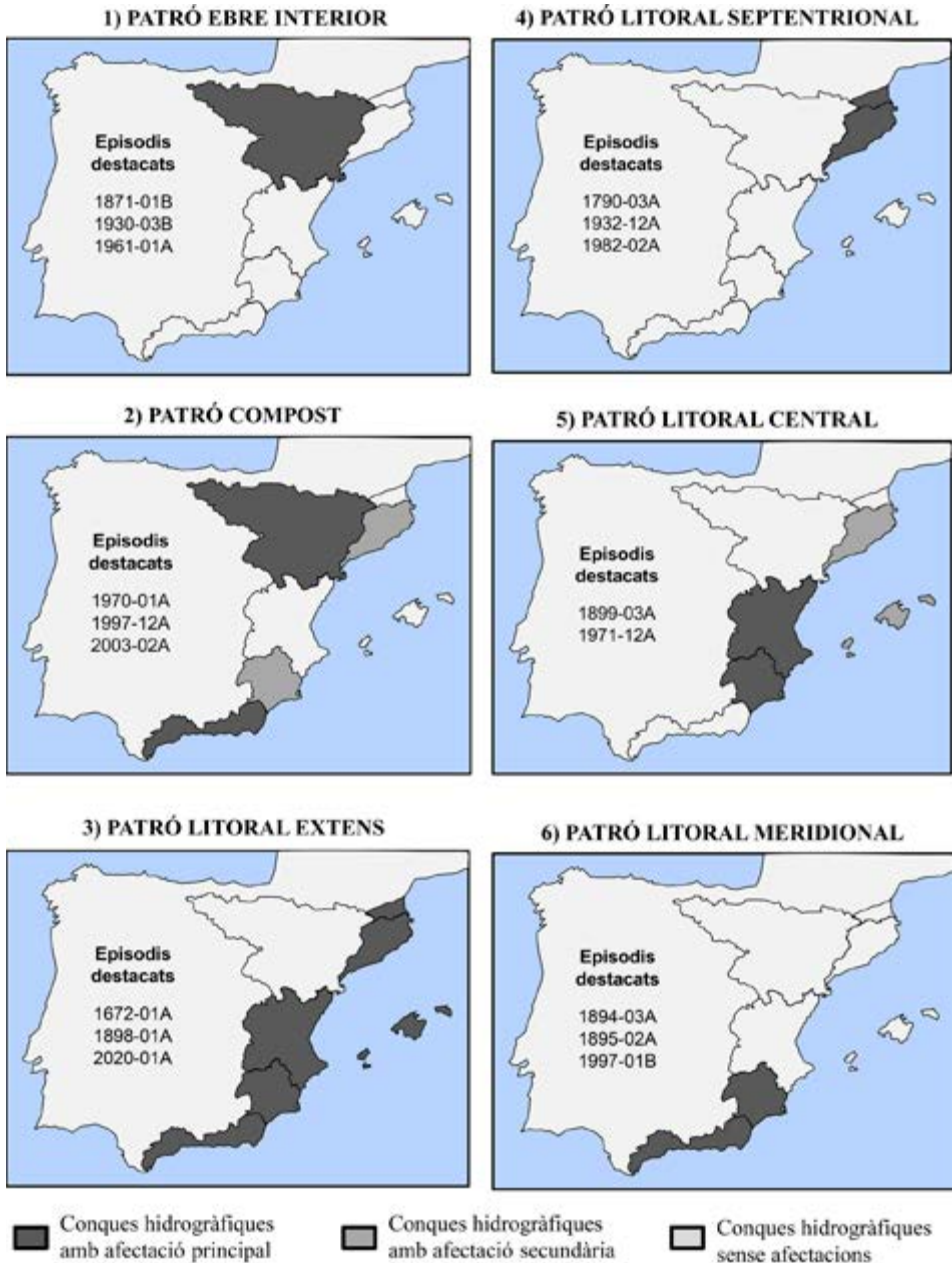 1) PATRÓ EBRE INTERIOR
Episodis
destacats
1871-01B
1930-03B
1961-01A
4) PATRÓ LITORAL SEPTENTRIONAL
Episodis
destacats
1790-03A
1932-12A
1982-02A
2) PATRÓ COMPOST
Episodis
destacats
1970-01A
1997-12A
2003-02A
5) PATRÓ LITORAL CENTRAL
Episodis
destacats
1899-03A
1971-12A
3) PATRÓ LITORAL EXTENS
Episodis
destacats
1672-01A
1898-01A
2020-01A
6) PATRÓ LITORAL MERIDIONAL
Episodis
destacats
1894-03A
1895-02A
1997-01B
Conques hidrogràfiques
amb afectació principal
Conques hidrogràfiques
amb afectació secundària
Conques hidrogràfiques
sense afectacions